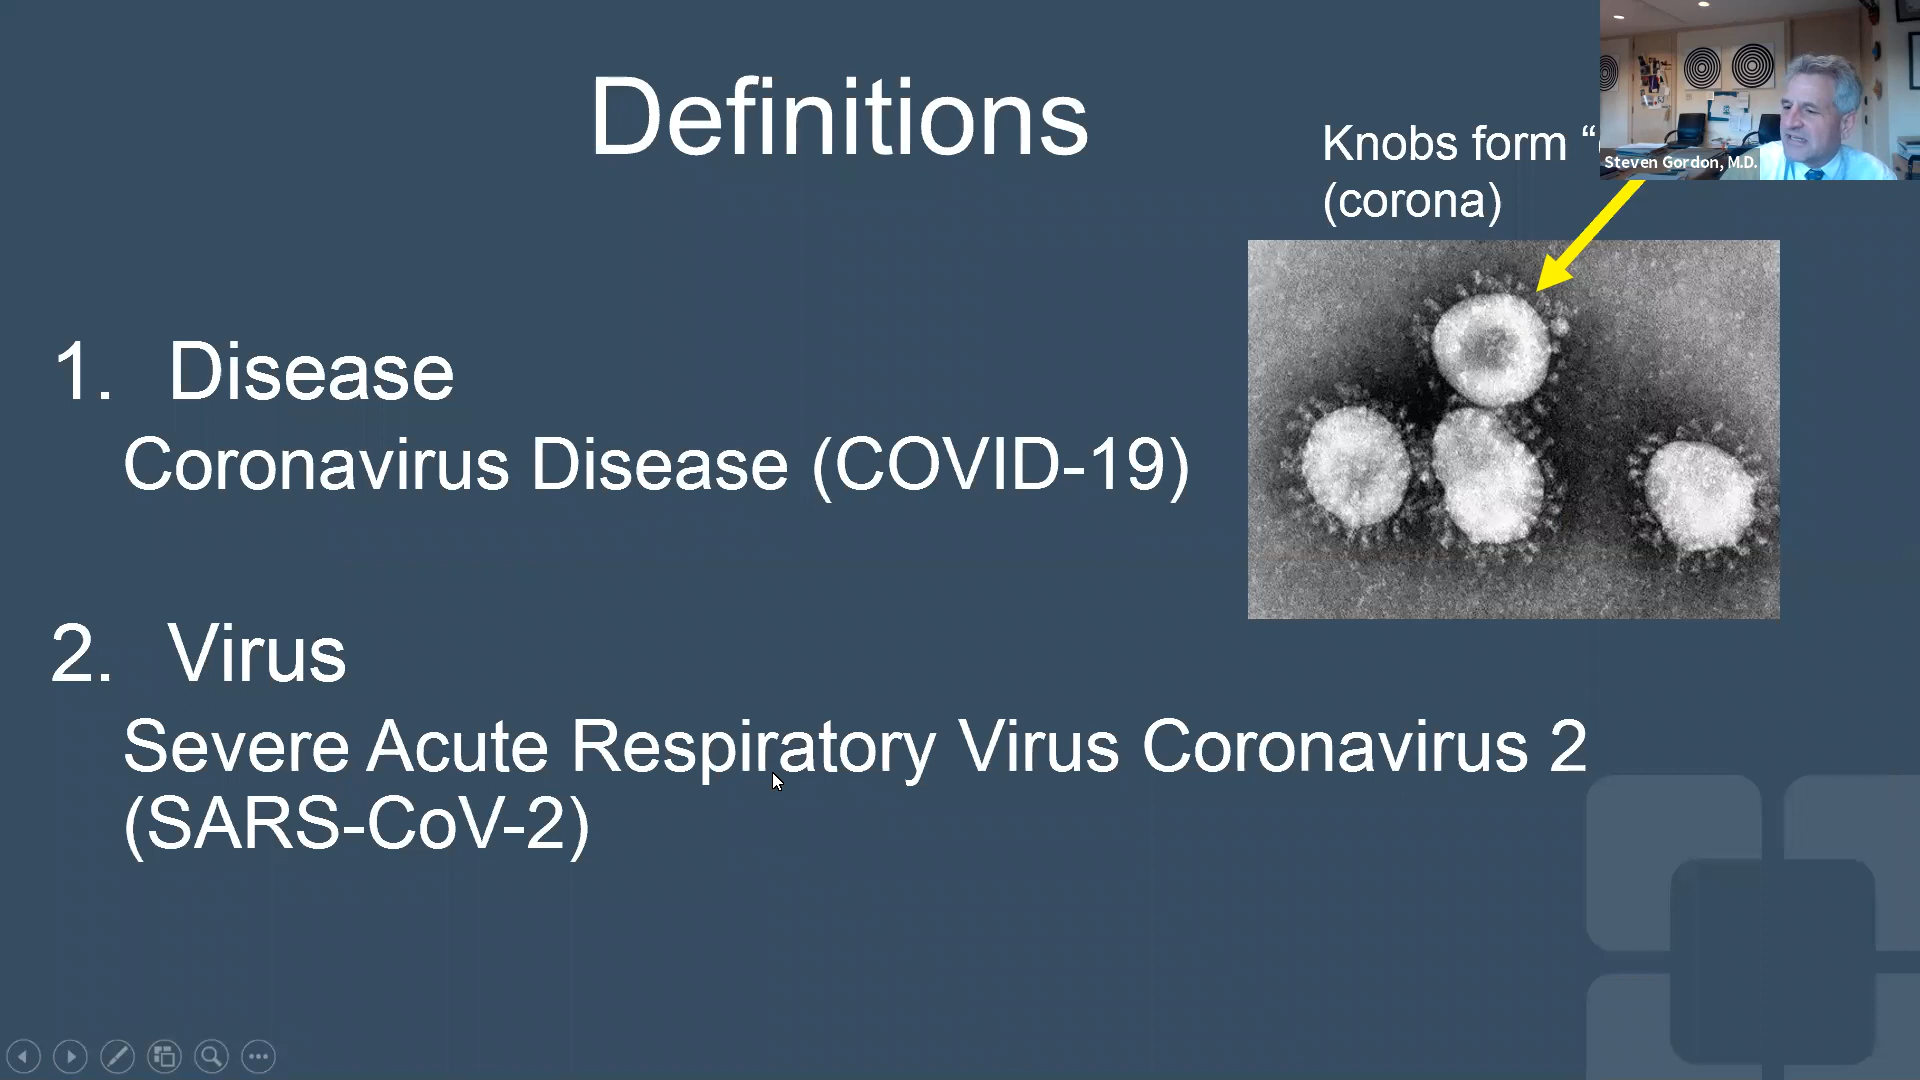 Definitions
Knobs form “
(corona)
Steven Gordon, M.D.
1. Disease
Coronavirus Disease (COVID-19)
2. Virus
Severe Acute Respiratory Virus Coronavirus 2
(SARS-CoV-2)